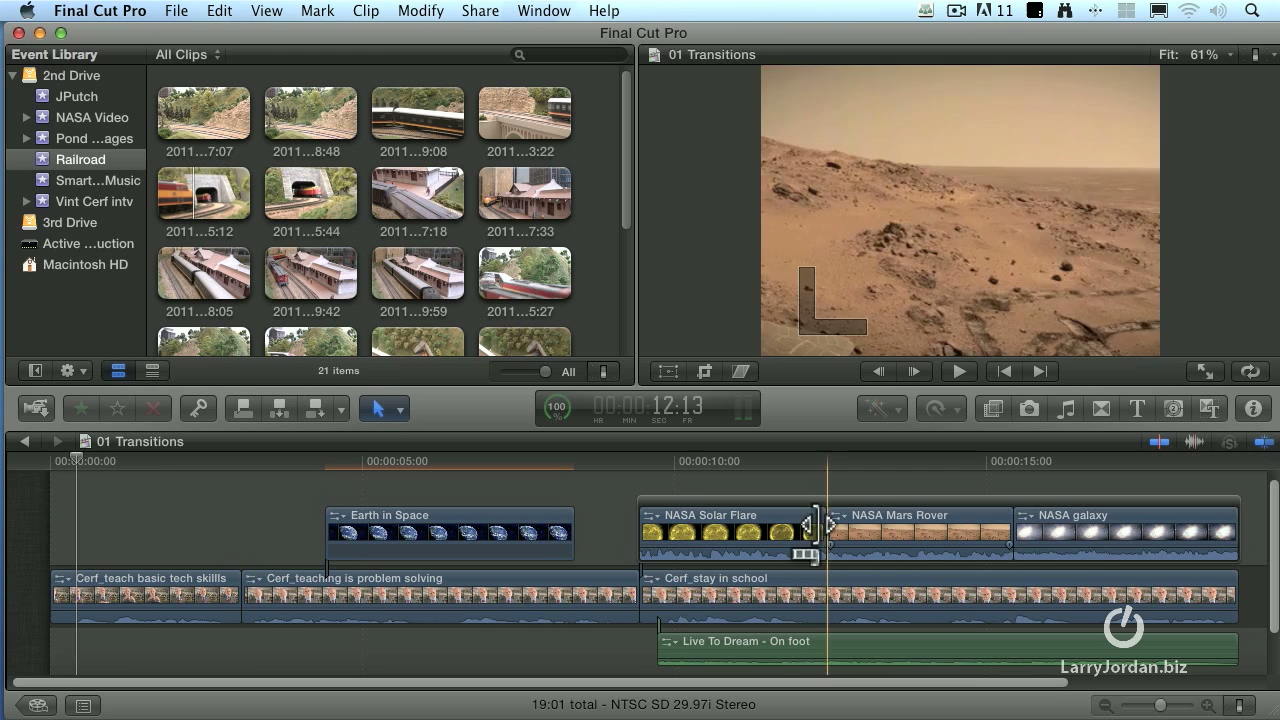 Final Cut Pro File Edit View Mark Clip Modify Share Window Help 11
Final Cut Pro
Event Library All Clips
01 Transitions Fit: 61%
2nd Drive
JPutch
NASA Video
Pond ...ages
Railroad
Smart...Music
Vint Cerf intv
3rd Drive
Active ...uction
Macintosh HD
2011...7:07 2011...8:48 2011...9:08 2011...3:22
2011...5:12 2011...5:44 2011...7:18 2011...7:33
2011...8:05 2011...9:42 2011...9:59 2011...5:27
21 items All
100 % 00:00:12:13
HR MIN SEC FR
01 Transitions
00:00:00:00 00:00:05:00 00:00:10:00 00:00:15:00
Earth in Space NASA Solar Flare NASA Mars Rover NASA galaxy
Cerf_teach basic tech skillls Cerf_teaching is problem solving Cerf_stay in school
Live To Dream - On foot
LarryJordan.biz
19:01 total - NTSC SD 29.97i Stereo